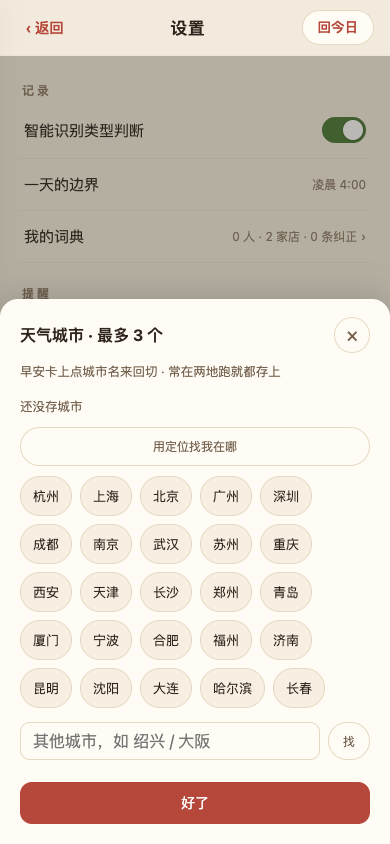 ‹ 返回
设置
回今日
记录
智能识别类型判断
一天的边界
凌晨 4:00
我的词典
0 人 · 2 家店 · 0 条纠正 ›
提醒
天气城市 · 最多 3 个
×
早安卡上点城市名来回切 · 常在两地跑就都存上
还没存城市
用定位找我在哪
杭州 上海 北京 广州 深圳
成都 南京 武汉 苏州 重庆
西安 天津 长沙 郑州 青岛
厦门 宁波 合肥 福州 济南
昆明 沈阳 大连 哈尔滨 长春
其他城市，如 绍兴 / 大阪
找
好了